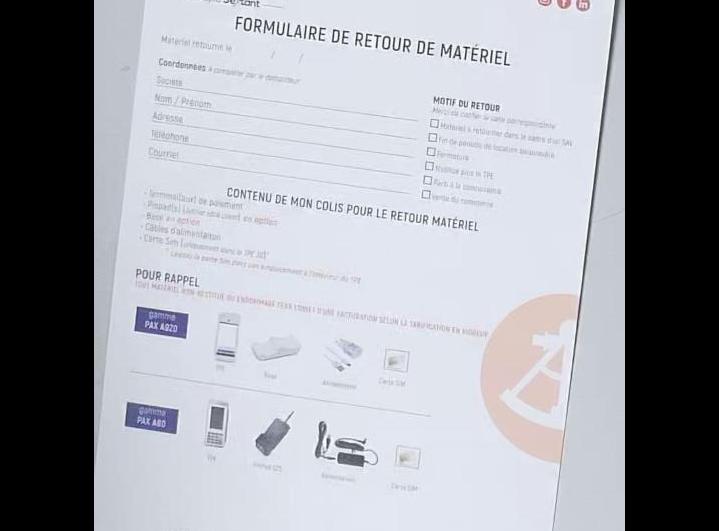 FORMULAIRE DE RETOUR DE MATÉRIEL
Matériel retourné le / /
Coordonnées à compléter par le demandeur
Société
Nom / Prénom
Adresse
Téléphone
Courriel
MOTIF DU RETOUR
Merci de cocher la case correspondante
Matériel à retourner dans le cadre d'un SAV
Fin de période de location saisonnière
Fermeture
N'utilise plus le TPE
Parti à la concurrence
Vente du commerce
CONTENU DE MON COLIS POUR LE RETOUR MATÉRIEL
- Terminal(aux) de paiement
- Pinpad(s) en option
- Base en option
- Câbles d'alimentation
- Carte Sim (uniquement dans le TPE 3G)*
* Laissez la carte Sim dans son emplacement à l'intérieur du TPE
POUR RAPPEL
TOUT MATÉRIEL NON RESTITUÉ OU ENDOMMAGÉ FERA L'OBJET D'UNE FACTURATION SELON LA TARIFICATION EN VIGUEUR
gamme
PAX A920
TPE
Base
Alimentation
Carte SIM
gamme
PAX A80
TPE
Pinpad
Alimentation
Carte SIM